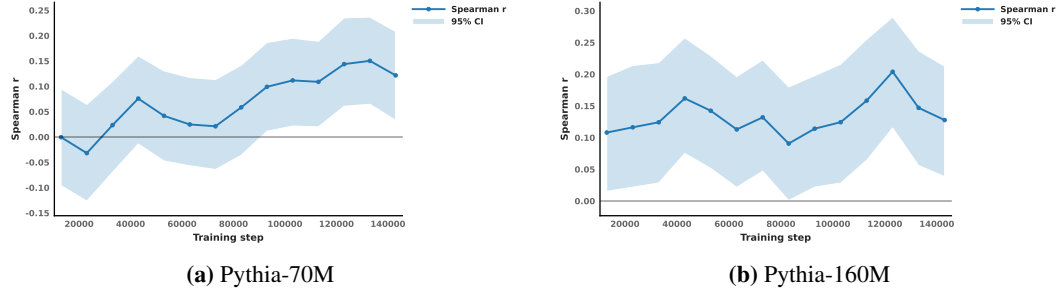 Spearman r
95% CI
0.25
0.20
0.15
0.10
0.05
0.00
-0.05
-0.10
-0.15
Spearman r
20000 40000 60000 80000 100000 120000 140000
Training step
(a) Pythia-70M
Spearman r
95% CI
0.30
0.25
0.20
0.15
0.10
0.05
0.00
Spearman r
20000 40000 60000 80000 100000 120000 140000
Training step
(b) Pythia-160M